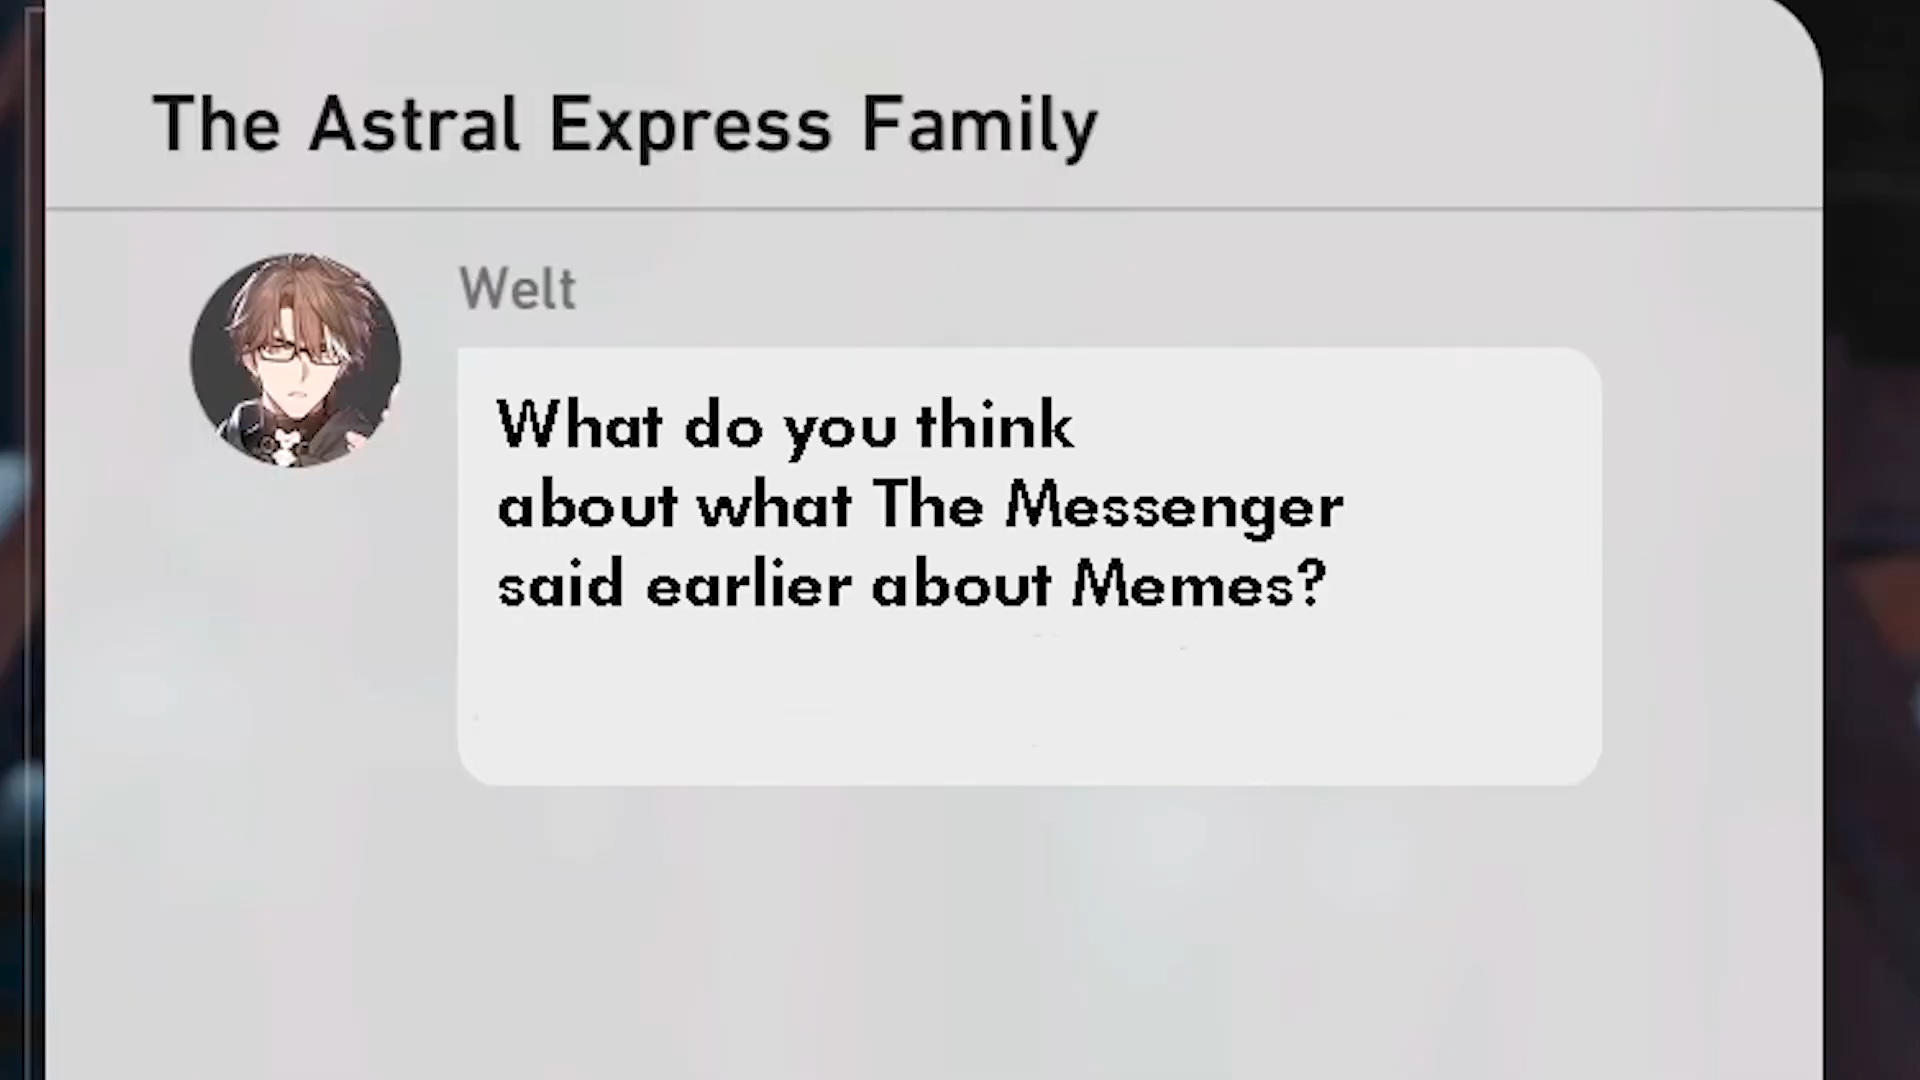 The Astral Express Family
Welt
What do you think
about what The Messenger
said earlier about Memes?